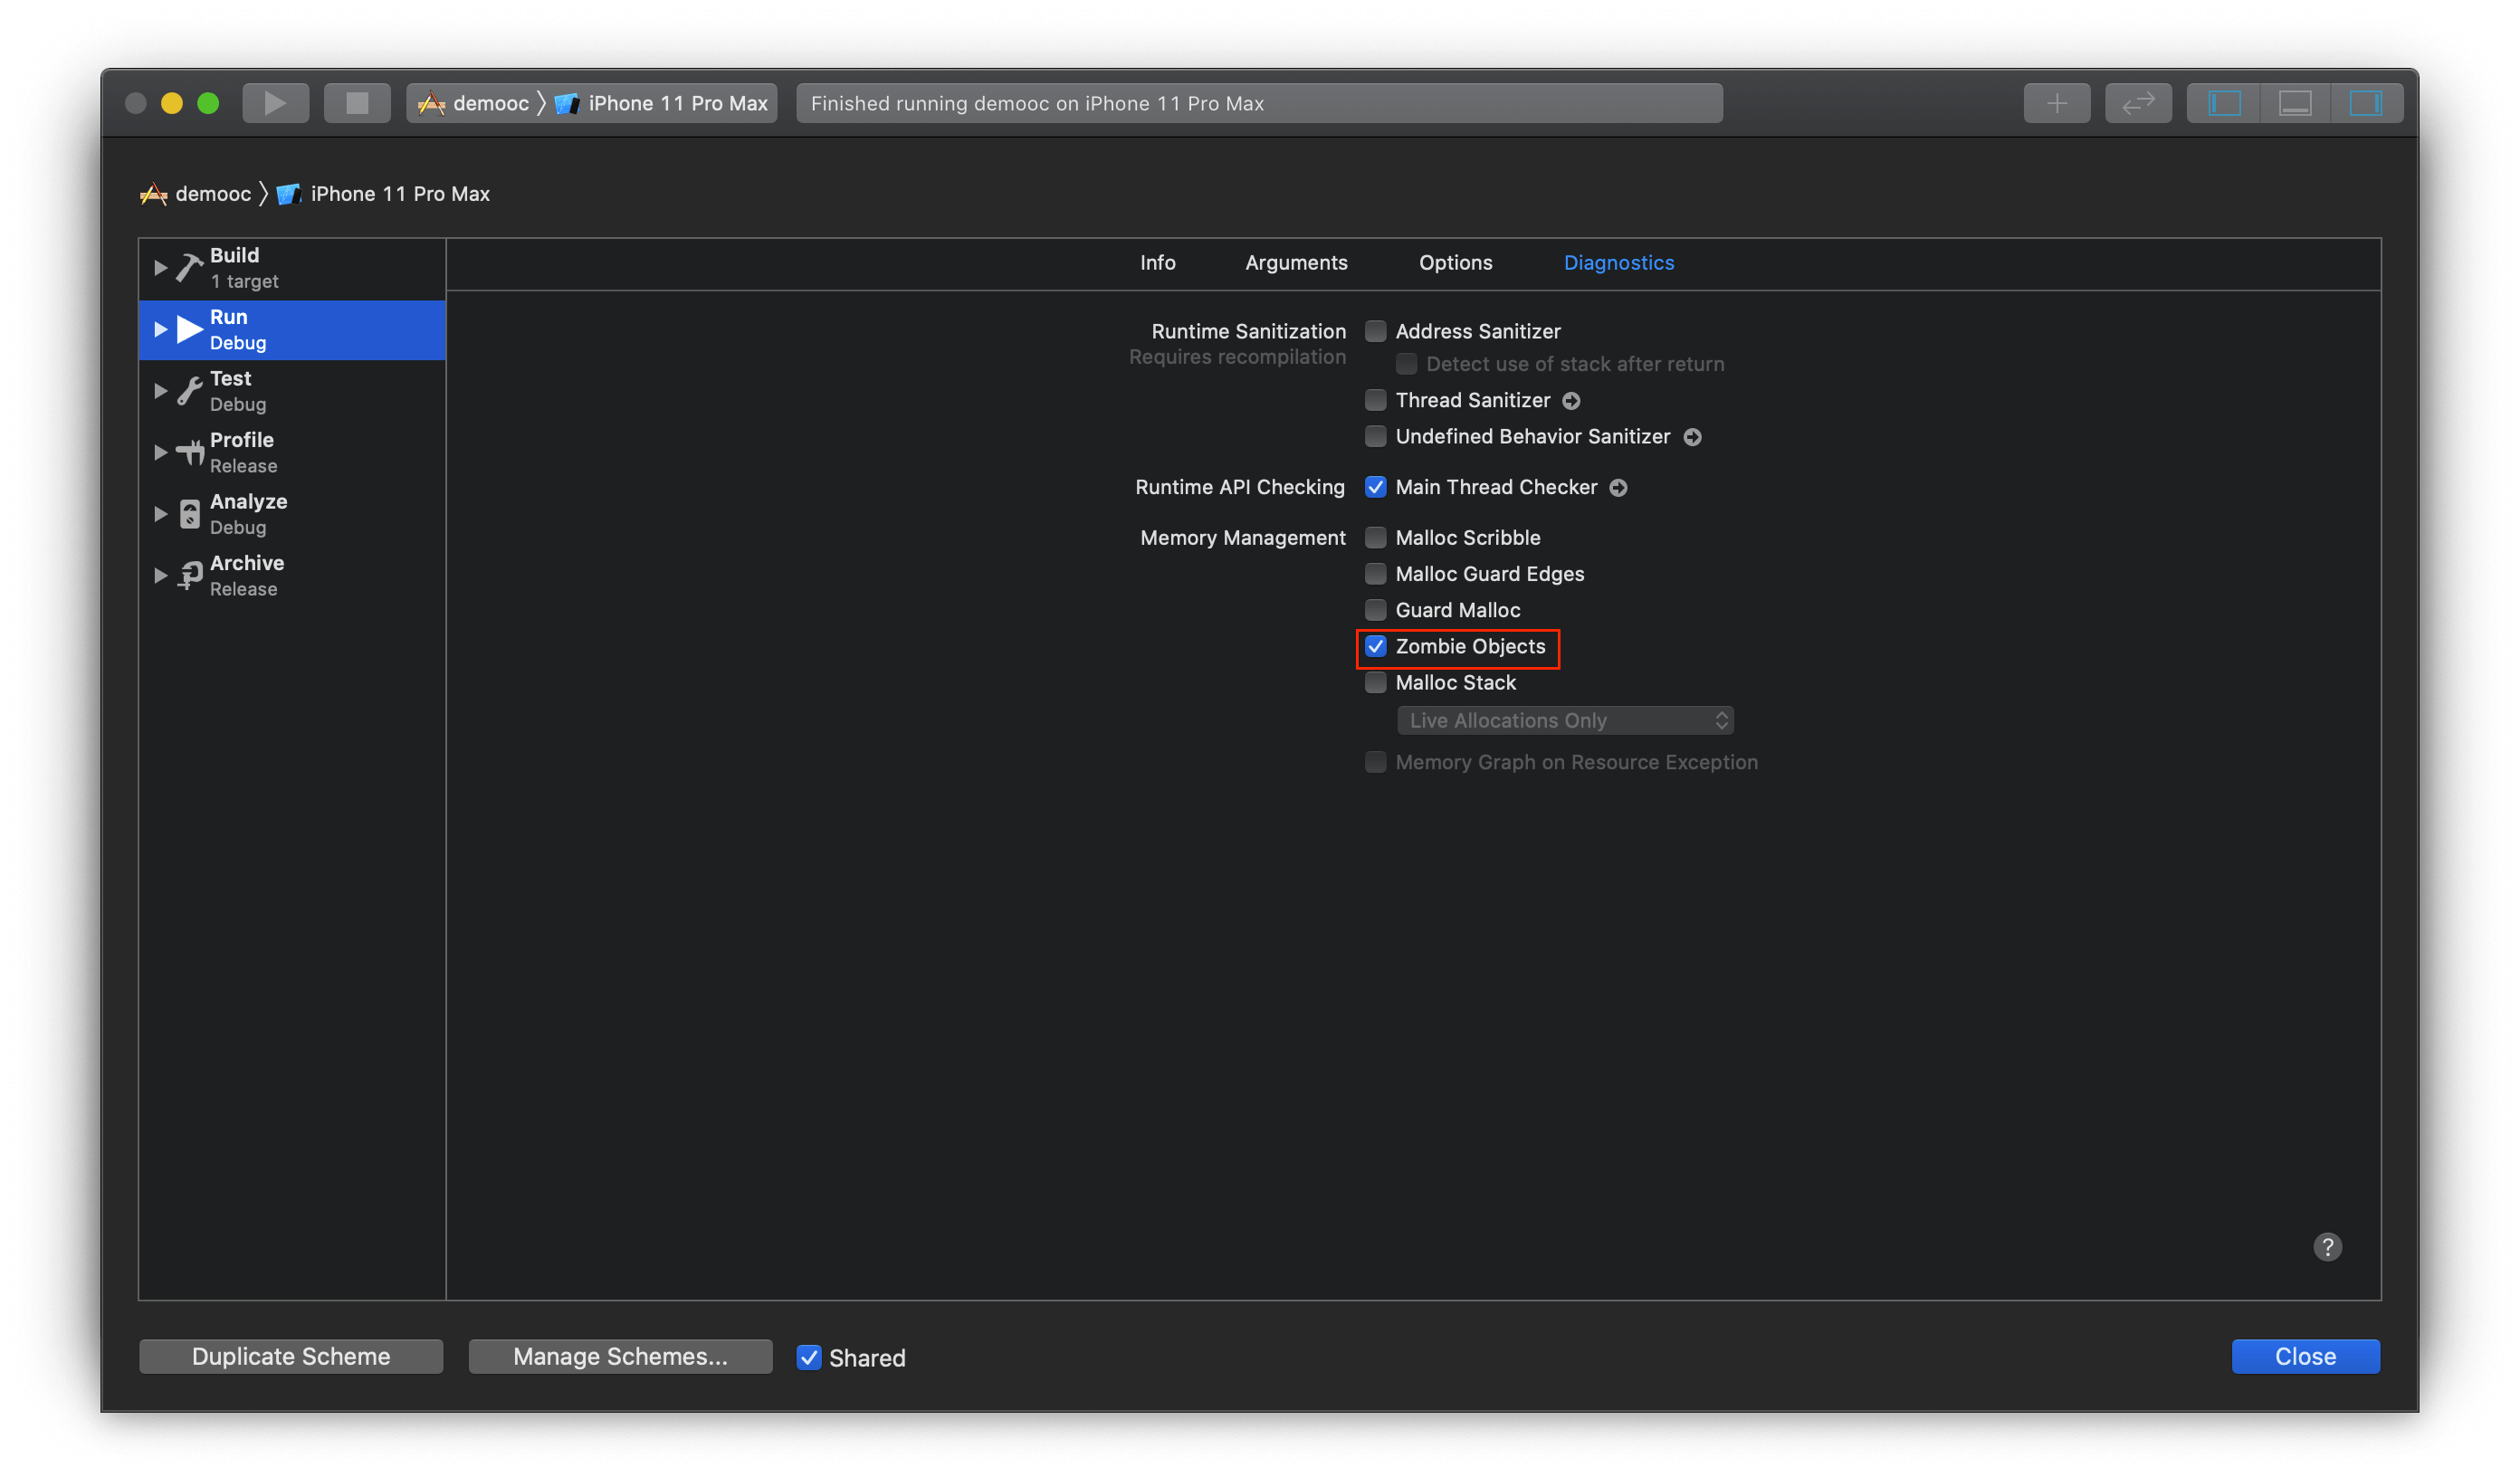 demooc iPhone 11 Pro Max
Finished running demooc on iPhone 11 Pro Max
demooc iPhone 11 Pro Max
Build
1 target
Run
Debug
Test
Debug
Profile
Release
Analyze
Debug
Archive
Release
Info Arguments Options Diagnostics
Runtime Sanitization Address Sanitizer
Requires recompilation Detect use of stack after return
Thread Sanitizer
Undefined Behavior Sanitizer
Runtime API Checking Main Thread Checker
Memory Management Malloc Scribble
Malloc Guard Edges
Guard Malloc
Zombie Objects
Malloc Stack
Live Allocations Only
Memory Graph on Resource Exception
?
Duplicate Scheme Manage Schemes... Shared Close